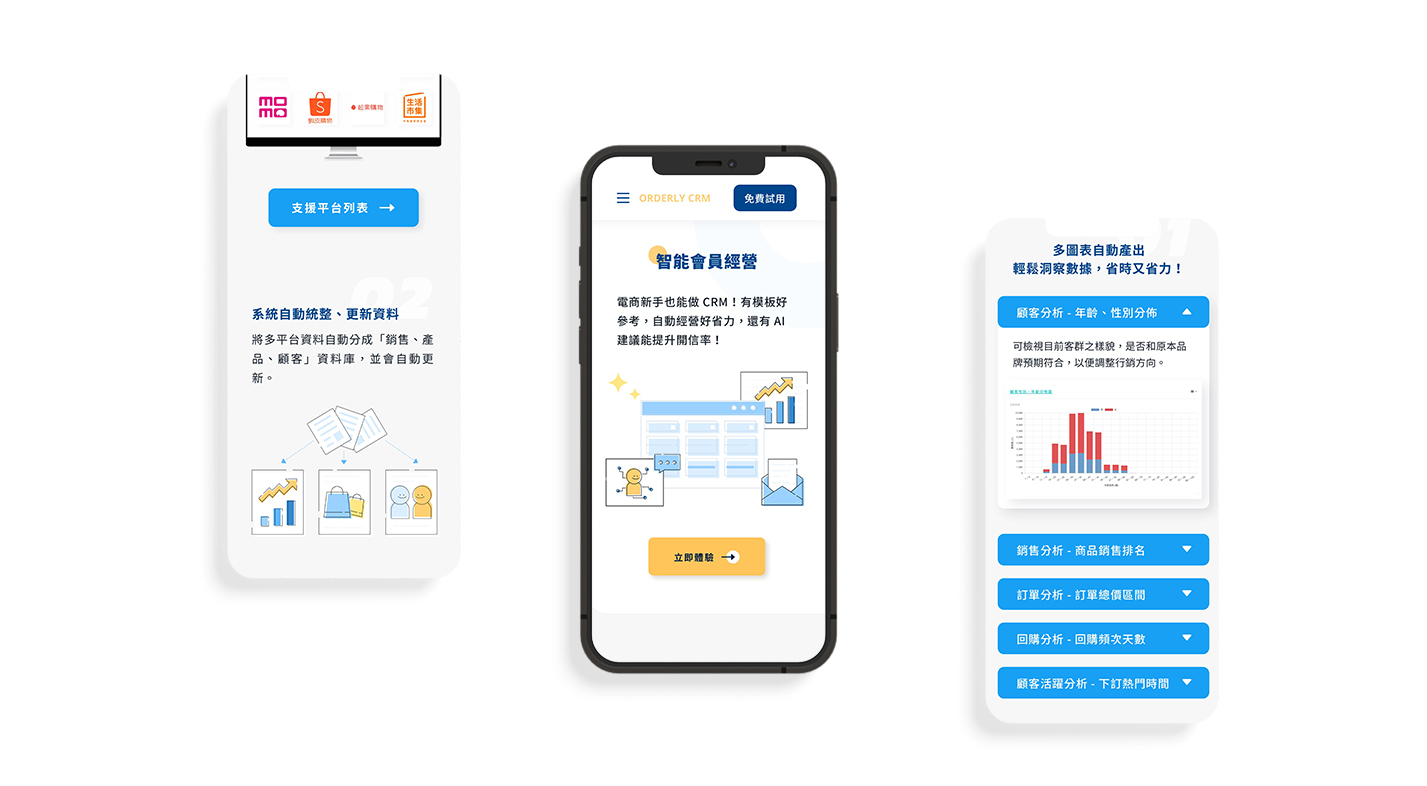 momo
蝦皮購物
生活
市集
支援平台列表
02
系統自動統整、更新資料
將多平台資料自動分成「銷售、產
品、顧客」資料庫，並會自動更
新。
ORDERLY CRM
免費試用
智能會員經營
電商新手也能做 CRM！有模板好
參考，自動經營好省力，還有 AI
建議能提升開信率！
立即體驗
01
多圖表自動產出
輕鬆洞察數據，省時又省力！
顧客分析 - 年齡、性別分佈
可檢視目前客群之樣貌，是否和原本品
牌預期符合，以便調整行銷方向。
銷售分析 - 商品銷售排名
訂單分析 - 訂單總價區間
回購分析 - 回購頻次天數
顧客活躍分析 - 下訂熱門時間